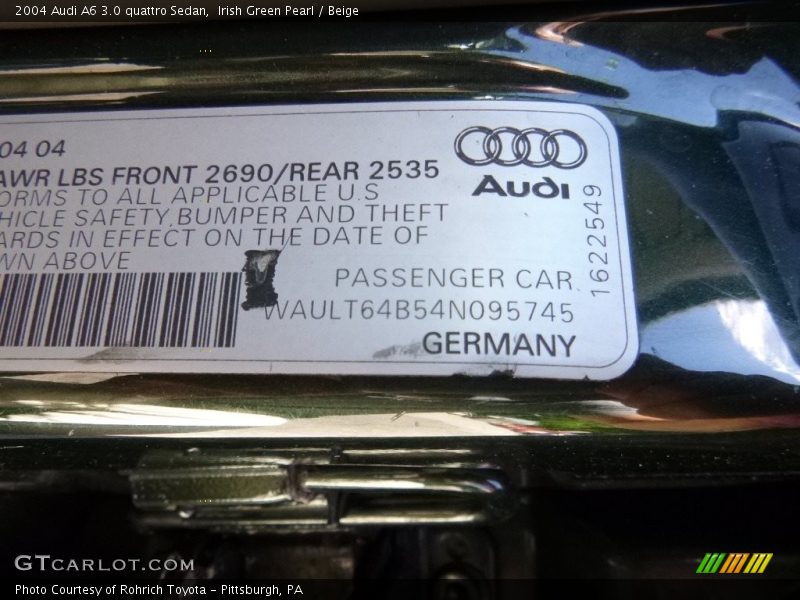 2004 Audi A6 3.0 quattro Sedan,  Irish Green Pearl / Beige
04 04
AWR LBS FRONT 2690/REAR 2535
ORMS TO ALL APPLICABLE U.S
HICLE SAFETY,BUMPER AND THEFT
ARDS IN EFFECT ON THE DATE OF
WN ABOVE
Audi
1622549
PASSENGER CAR
WAULT64B54N095745
GERMANY
GTCARLOT.COM
Photo Courtesy of Rohrich Toyota - Pittsburgh, PA